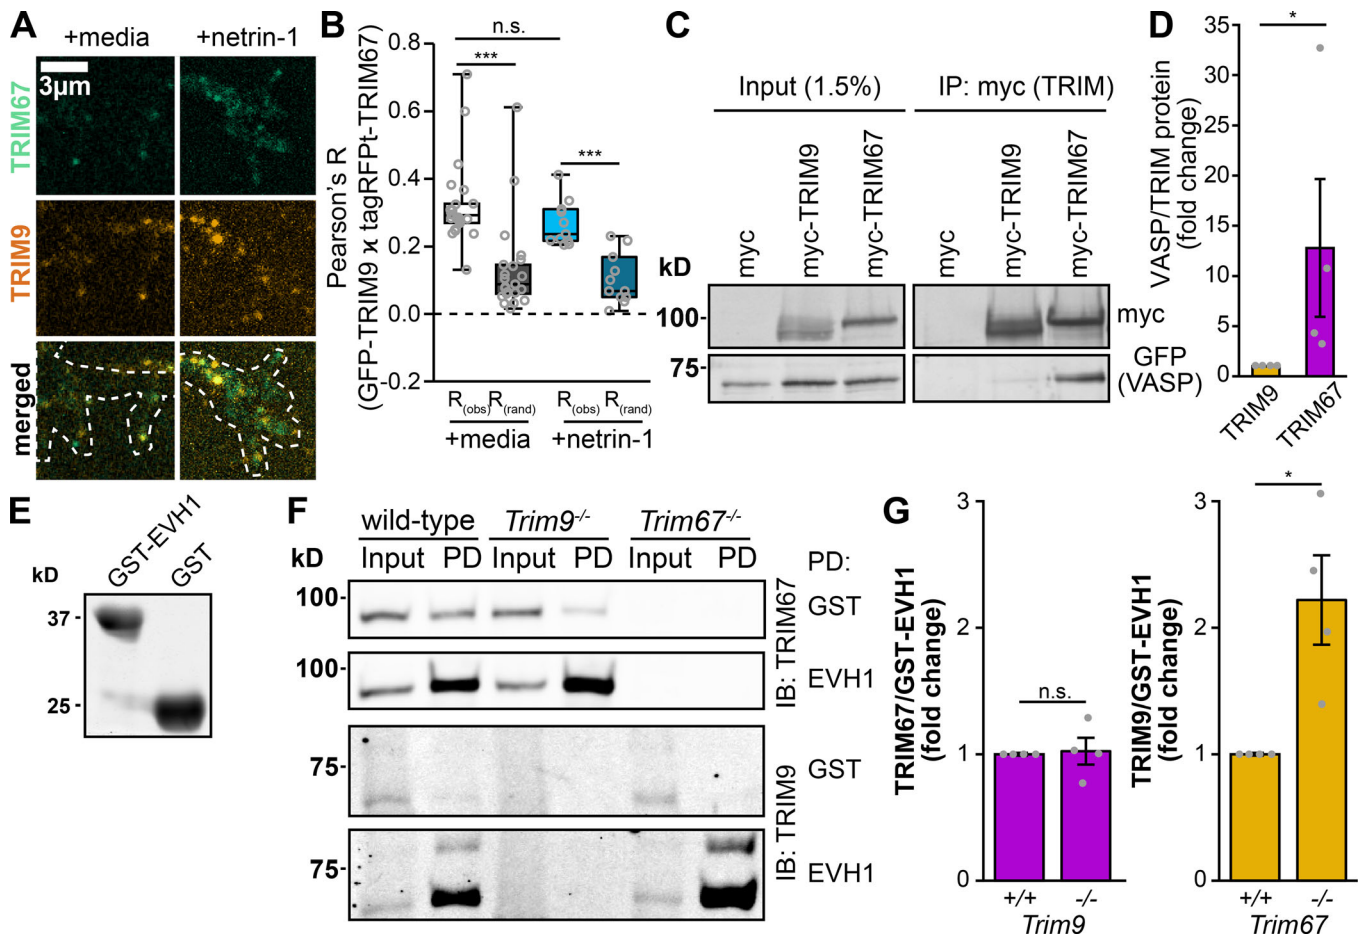 A
+media
+netrin-1
3µm
TRIM67
TRIM9
merged
B
Pearson's R
(GFP-TRIM9 x tagRFPt-TRIM67)
0.8
0.6
0.4
0.2
0.0
-0.2
n.s.
***
***
R(obs) R(rand) R(obs) R(rand)
+media +netrin-1
C
Input (1.5%) IP: myc (TRIM)
myc
myc-TRIM9
myc-TRIM67
myc
myc-TRIM9
myc-TRIM67
kD
100-
75-
myc
GFP
(VASP)
D
VASP/TRIM protein
(fold change)
35
30
25
20
15
10
5
0
*
TRIM9
TRIM67
E
GST-EVH1
GST
kD
37 -
25 -
F
wild-type Trim9-/- Trim67-/-
kD Input PD Input PD Input PD PD:
100-
GST
100-
EVH1
IB: TRIM67
75-
GST
75-
EVH1
IB: TRIM9
G
TRIM67/GST-EVH1
(fold change)
3
2
1
0
n.s.
+/+ -/-
Trim9
TRIM9/GST-EVH1
(fold change)
3
2
1
0
*
+/+ -/-
Trim67